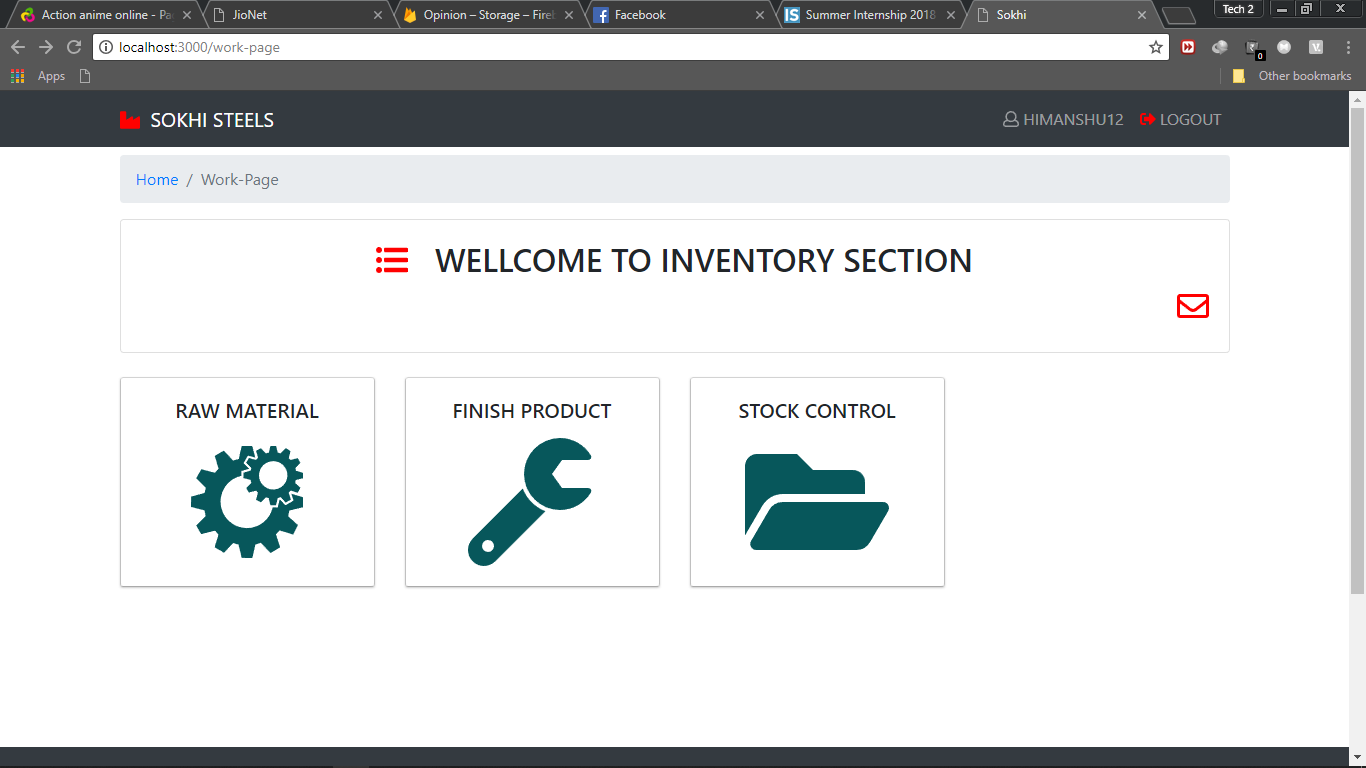 Action anime online - Pa
JioNet
Opinion – Storage – Fire
Facebook
IS Summer Internship 2018
Sokhi
Tech 2
localhost:3000/work-page
0
V.
Apps
Other bookmarks
SOKHI STEELS
HIMANSHU12
LOGOUT
Home / Work-Page
WELLCOME TO INVENTORY SECTION
RAW MATERIAL
FINISH PRODUCT
STOCK CONTROL